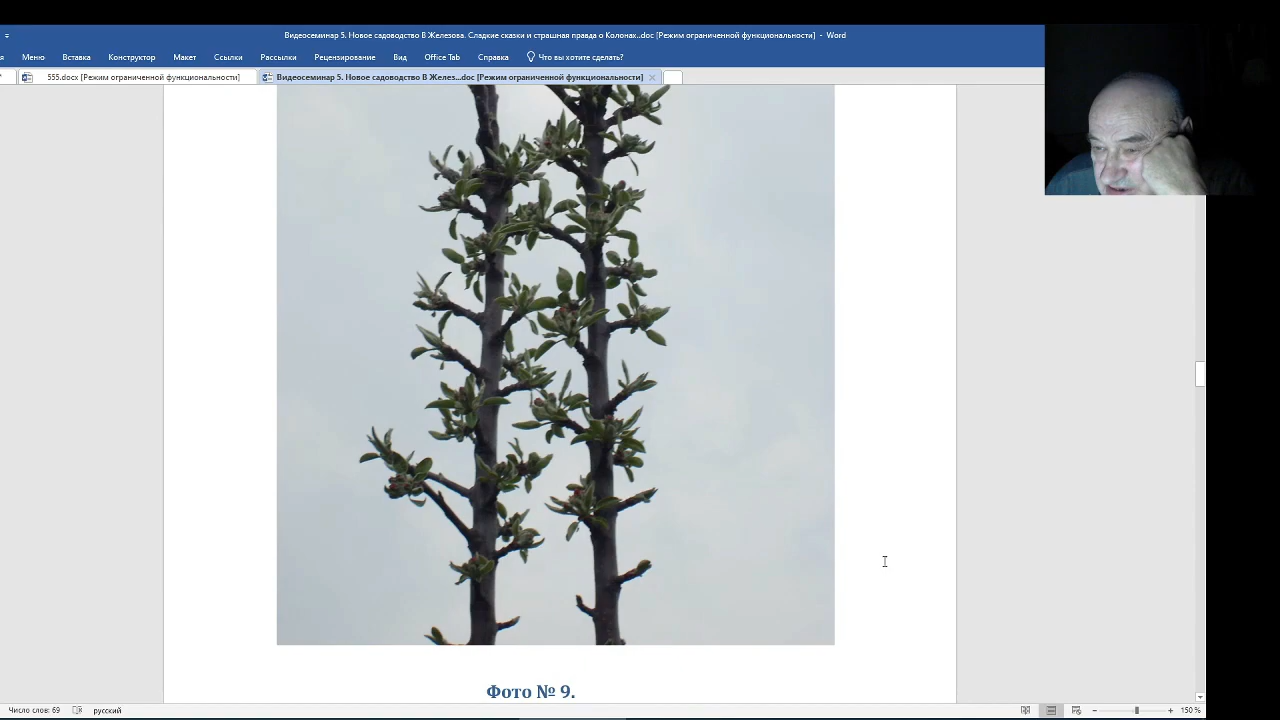 Видеосеминар 5. Новое садоводство В Железова. Сладкие сказки и страшная правда о Колонах..doc [Режим ограниченной функциональности] - Word
Меню Вставка Конструктор Макет Ссылки Рассылки Рецензирование Вид Office Tab Справка Что вы хотите сделать?
555.docx [Режим ограниченной функциональности] Видеосеминар 5. Новое садоводство В Желез...doc [Режим ограниченной функциональности]
Фото № 9.
Число слов: 69 русский 150 %